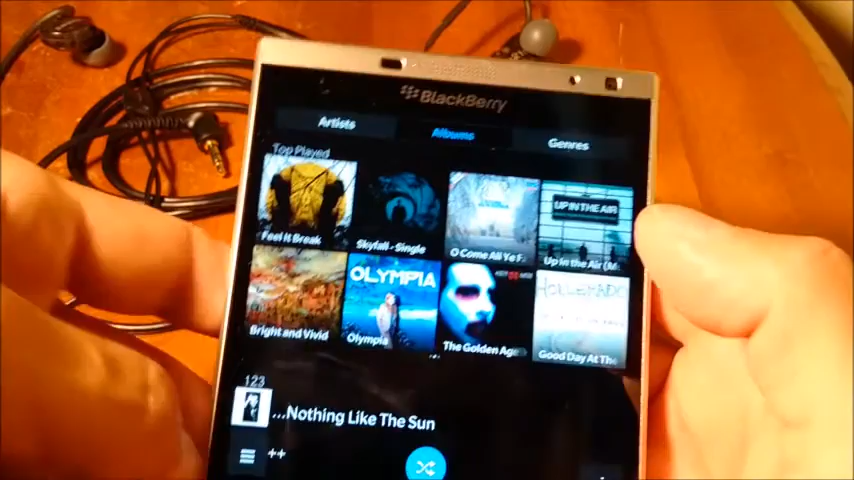 BlackBerry
Artists Albums Genres
Top Played
UP IN THE AIR
Feel It Break Skyfall - Single O Come All Ye F. Up in the Air (M.
OLYMPIA HOLLERADO
Bright and Vivid Olympia The Golden Age Good Day At Th
123
...Nothing Like The Sun